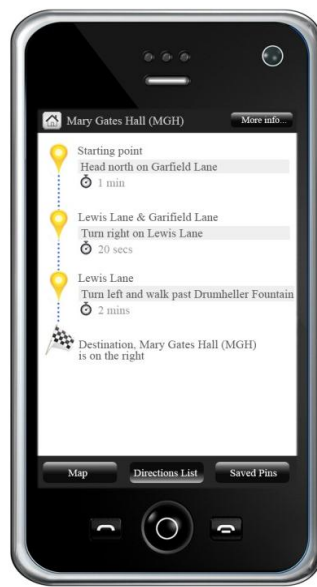 Mary Gates Hall (MGH)
More info...
Starting point
Head north on Garfield Lane
1 min
Lewis Lane & Garifield Lane
Turn right on Lewis Lane
20 secs
Lewis Lane
Turn left and walk past Drumheller Fountain
2 mins
Destination, Mary Gates Hall (MGH)
is on the right
Map
Directions List
Saved Pins